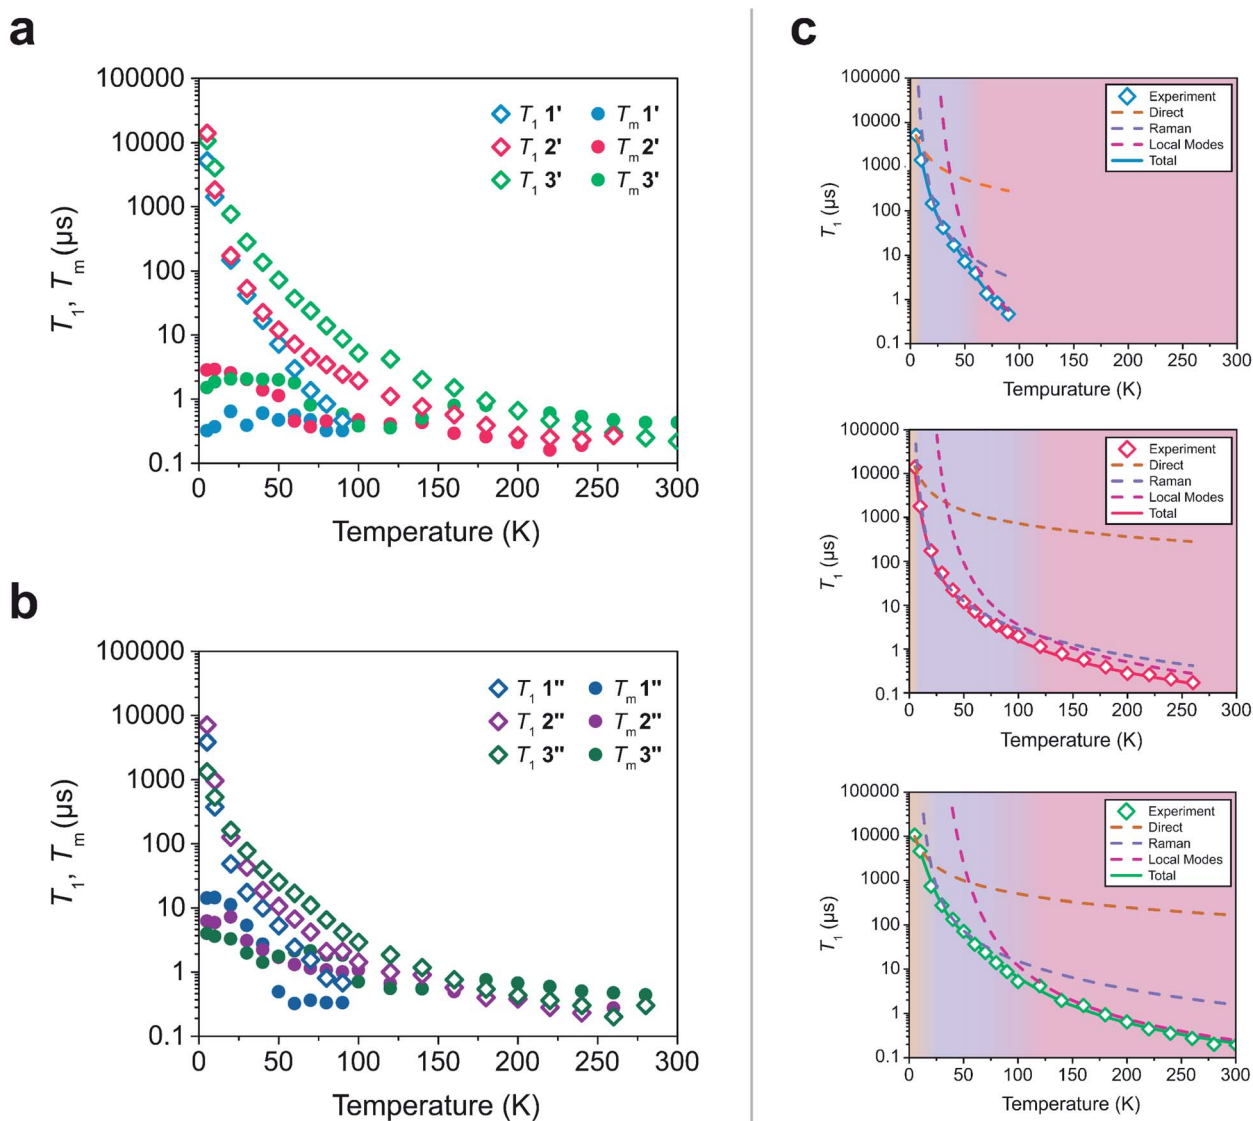 a
100000
10000
1000
100
10
1
0.1
T1, Tm (μs)
T1 1' Tm 1'
T1 2' Tm 2'
T1 3' Tm 3'
0 50 100 150 200 250 300
Temperature (K)
b
100000
10000
1000
100
10
1
0.1
T1, Tm (μs)
T1 1'' Tm 1''
T1 2'' Tm 2''
T1 3'' Tm 3''
0 50 100 150 200 250 300
Temperature (K)
c
100000
10000
1000
100
10
1
0.1
T1 (μs)
Experiment
Direct
Raman
Local Modes
Total
0 50 100 150 200 250 300
Tempurature (K)
100000
10000
1000
100
10
1
0.1
T1 (μs)
Experiment
Direct
Raman
Local Modes
Total
0 50 100 150 200 250 300
Temperature (K)
100000
10000
1000
100
10
1
0.1
T1 (μs)
Experiment
Direct
Raman
Local Modes
Total
0 50 100 150 200 250 300
Temperature (K)